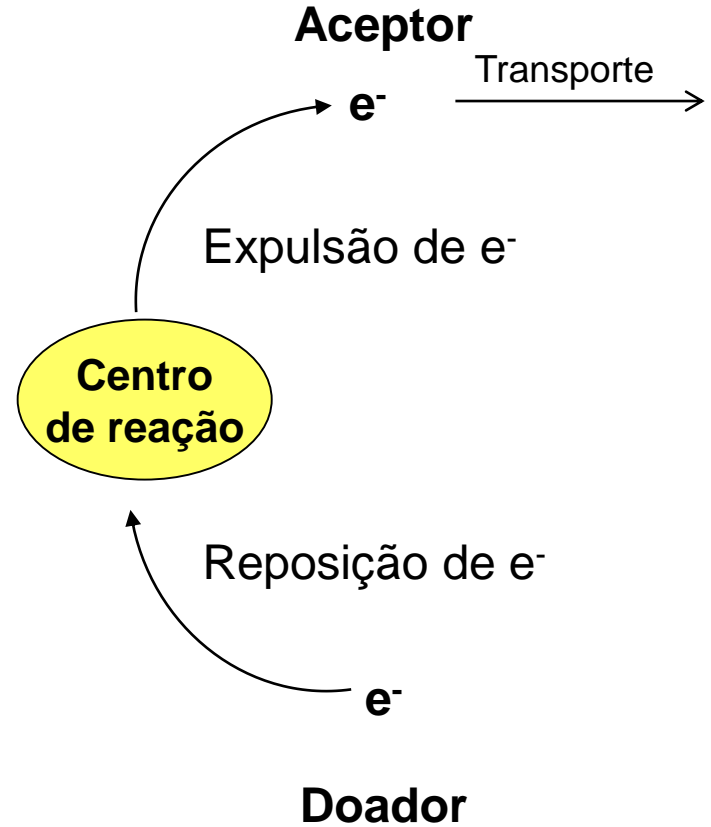 Aceptor
Transporte
e-
Expulsão de e-
Centro
de reação
Reposição de e-
e-
Doador